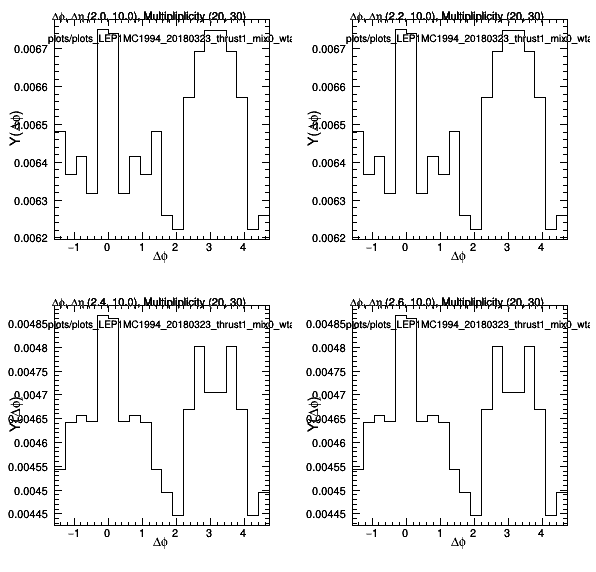 Δϕ, Δη (2.0, 10.0), Multipliplicity (20, 30)
plots/plots_LEP1MC1994_20180323_thrust1_mix0_wta
Y(Δϕ)
0.0067
0.0066
0.0065
0.0064
0.0063
0.0062
−1 0 1 2 3 4
Δϕ
Δϕ, Δη (2.2, 10.0), Multipliplicity (20, 30)
plots/plots_LEP1MC1994_20180323_thrust1_mix0_wta
Y(Δϕ)
0.0067
0.0066
0.0065
0.0064
0.0063
0.0062
−1 0 1 2 3 4
Δϕ
Δϕ, Δη (2.4, 10.0), Multipliplicity (20, 30)
plots/plots_LEP1MC1994_20180323_thrust1_mix0_wta
Y(Δϕ)
0.00485
0.0048
0.00475
0.0047
0.00465
0.0046
0.00455
0.0045
0.00445
−1 0 1 2 3 4
Δϕ
Δϕ, Δη (2.6, 10.0), Multipliplicity (20, 30)
plots/plots_LEP1MC1994_20180323_thrust1_mix0_wta
Y(Δϕ)
0.00485
0.0048
0.00475
0.0047
0.00465
0.0046
0.00455
0.0045
0.00445
−1 0 1 2 3 4
Δϕ